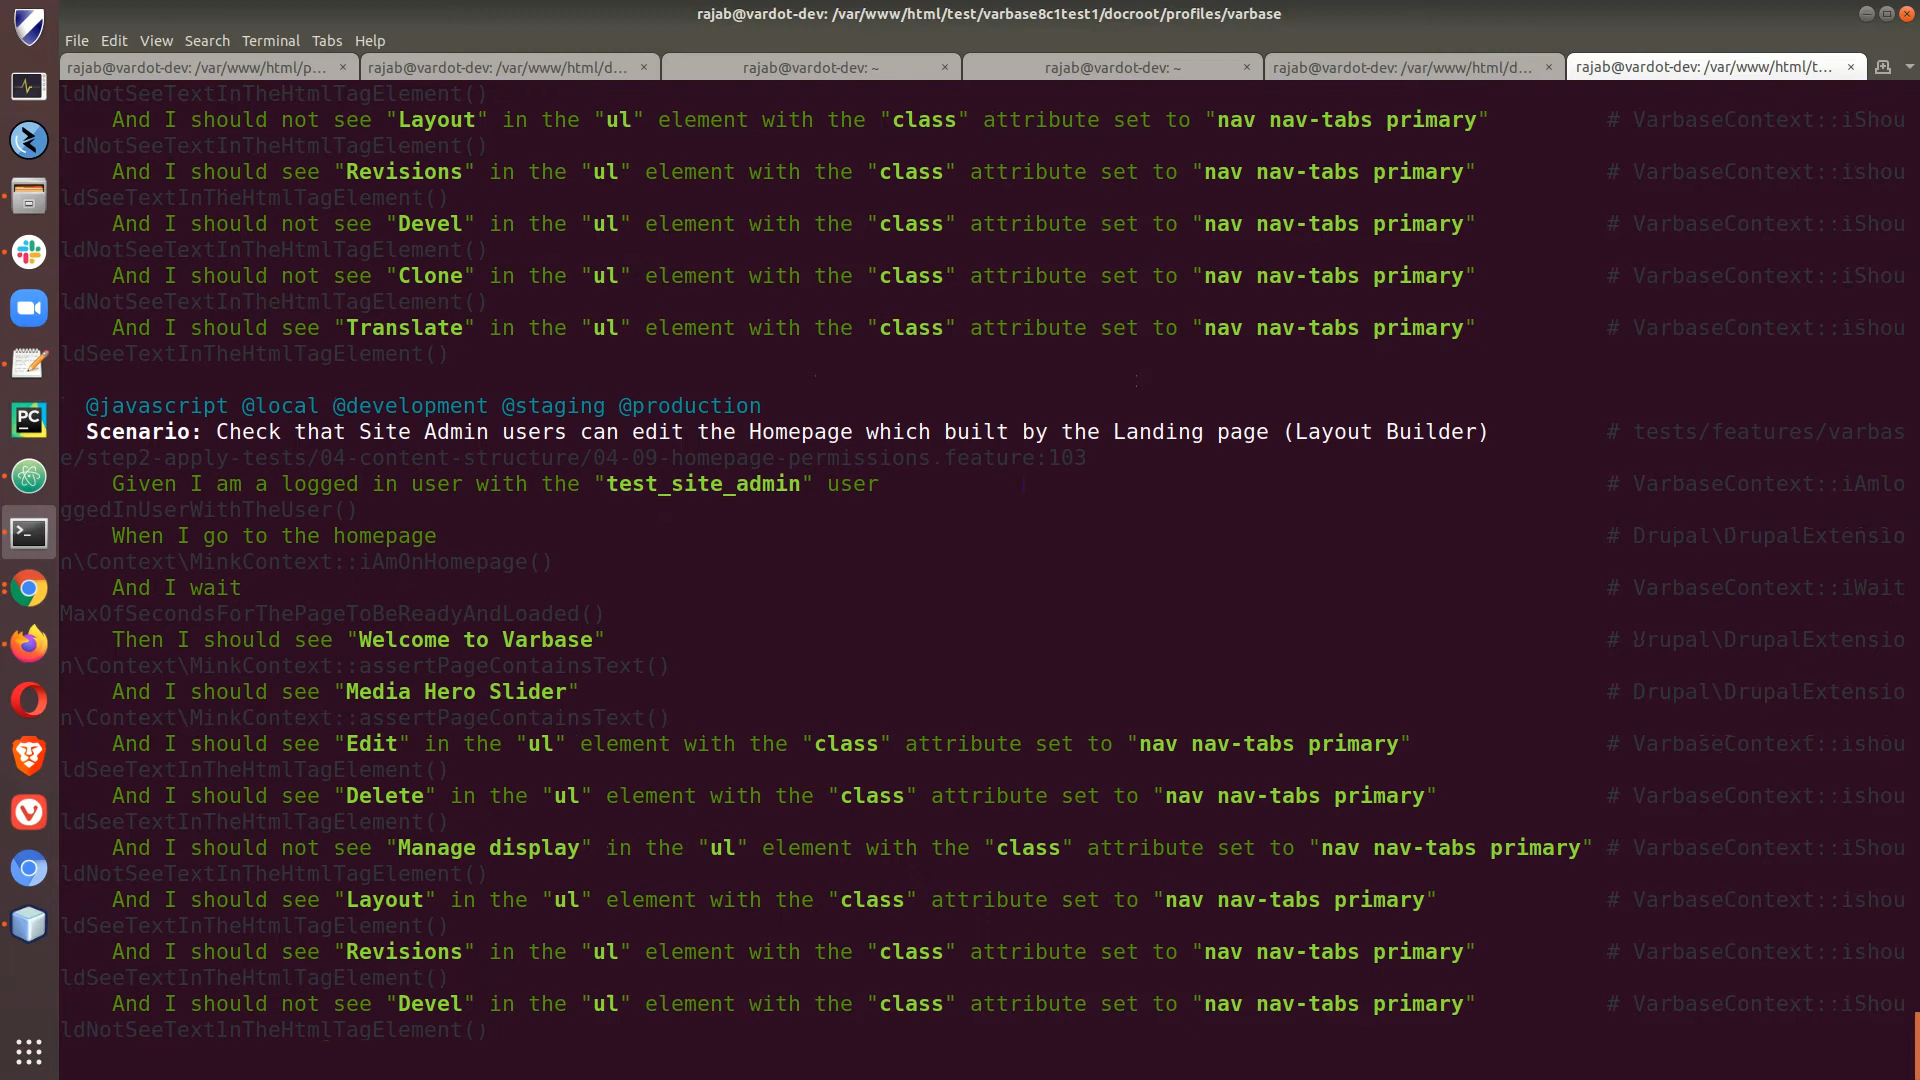 rajab@vardot-dev: /var/www/html/test/varbase8c1test1/docroot/profiles/varbase
File Edit View Search Terminal Tabs Help
rajab@vardot-dev: /var/www/html/p... × rajab@vardot-dev: /var/www/html/d... × rajab@vardot-dev: ~ × rajab@vardot-dev: ~ × rajab@vardot-dev: /var/www/html/d... × rajab@vardot-dev: /var/www/html/t... ×
ldNotSeeTextInTheHtmlTagElement()
And I should not see "Layout" in the "ul" element with the "class" attribute set to "nav nav-tabs primary" # VarbaseContext::iShou
ldNotSeeTextInTheHtmlTagElement()
And I should see "Revisions" in the "ul" element with the "class" attribute set to "nav nav-tabs primary" # VarbaseContext::ishou
ldSeeTextInTheHtmlTagElement()
And I should not see "Devel" in the "ul" element with the "class" attribute set to "nav nav-tabs primary" # VarbaseContext::iShou
ldNotSeeTextInTheHtmlTagElement()
And I should not see "Clone" in the "ul" element with the "class" attribute set to "nav nav-tabs primary" # VarbaseContext::iShou
ldNotSeeTextInTheHtmlTagElement()
And I should see "Translate" in the "ul" element with the "class" attribute set to "nav nav-tabs primary" # VarbaseContext::ishou
ldSeeTextInTheHtmlTagElement()
@javascript @local @development @staging @production
Scenario: Check that Site Admin users can edit the Homepage which built by the Landing page (Layout Builder) # tests/features/varbas
e/step2-apply-tests/04-content-structure/04-09-homepage-permissions.feature:103
Given I am a logged in user with the "test_site_admin" user # VarbaseContext::iAmlo
ggedInUserWithTheUser()
When I go to the homepage # Drupal\DrupalExtensio
n\Context\MinkContext::iAmOnHomepage()
And I wait # VarbaseContext::iWait
MaxOfSecondsForThePageToBeReadyAndLoaded()
Then I should see "Welcome to Varbase" # Drupal\DrupalExtensio
n\Context\MinkContext::assertPageContainsText()
And I should see "Media Hero Slider" # Drupal\DrupalExtensio
n\Context\MinkContext::assertPageContainsText()
And I should see "Edit" in the "ul" element with the "class" attribute set to "nav nav-tabs primary" # VarbaseContext::ishou
ldSeeTextInTheHtmlTagElement()
And I should see "Delete" in the "ul" element with the "class" attribute set to "nav nav-tabs primary" # VarbaseContext::ishou
ldSeeTextInTheHtmlTagElement()
And I should not see "Manage display" in the "ul" element with the "class" attribute set to "nav nav-tabs primary" # VarbaseContext::iShou
ldNotSeeTextInTheHtmlTagElement()
And I should see "Layout" in the "ul" element with the "class" attribute set to "nav nav-tabs primary" # VarbaseContext::ishou
ldSeeTextInTheHtmlTagElement()
And I should see "Revisions" in the "ul" element with the "class" attribute set to "nav nav-tabs primary" # VarbaseContext::ishou
ldSeeTextInTheHtmlTagElement()
And I should not see "Devel" in the "ul" element with the "class" attribute set to "nav nav-tabs primary" # VarbaseContext::iShou
ldNotSeeTextInTheHtmlTagElement()
PC